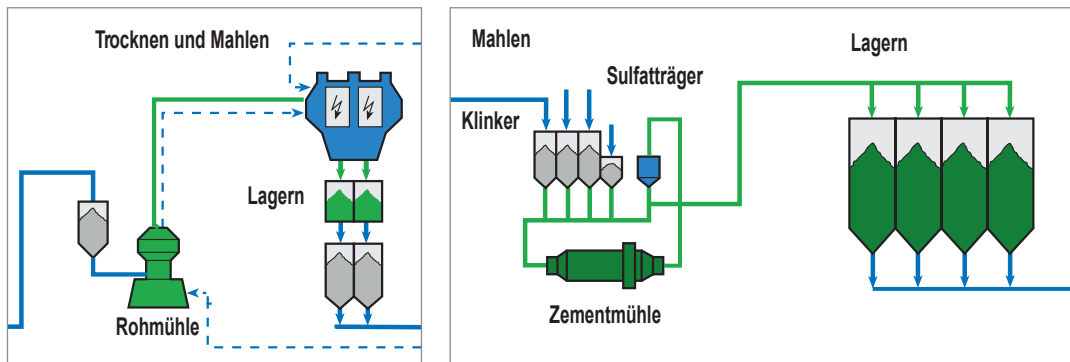 Trocknen und Mahlen
Lagern
Rohmühle
Mahlen
Sulfatträger
Klinker
Zementmühle
Lagern